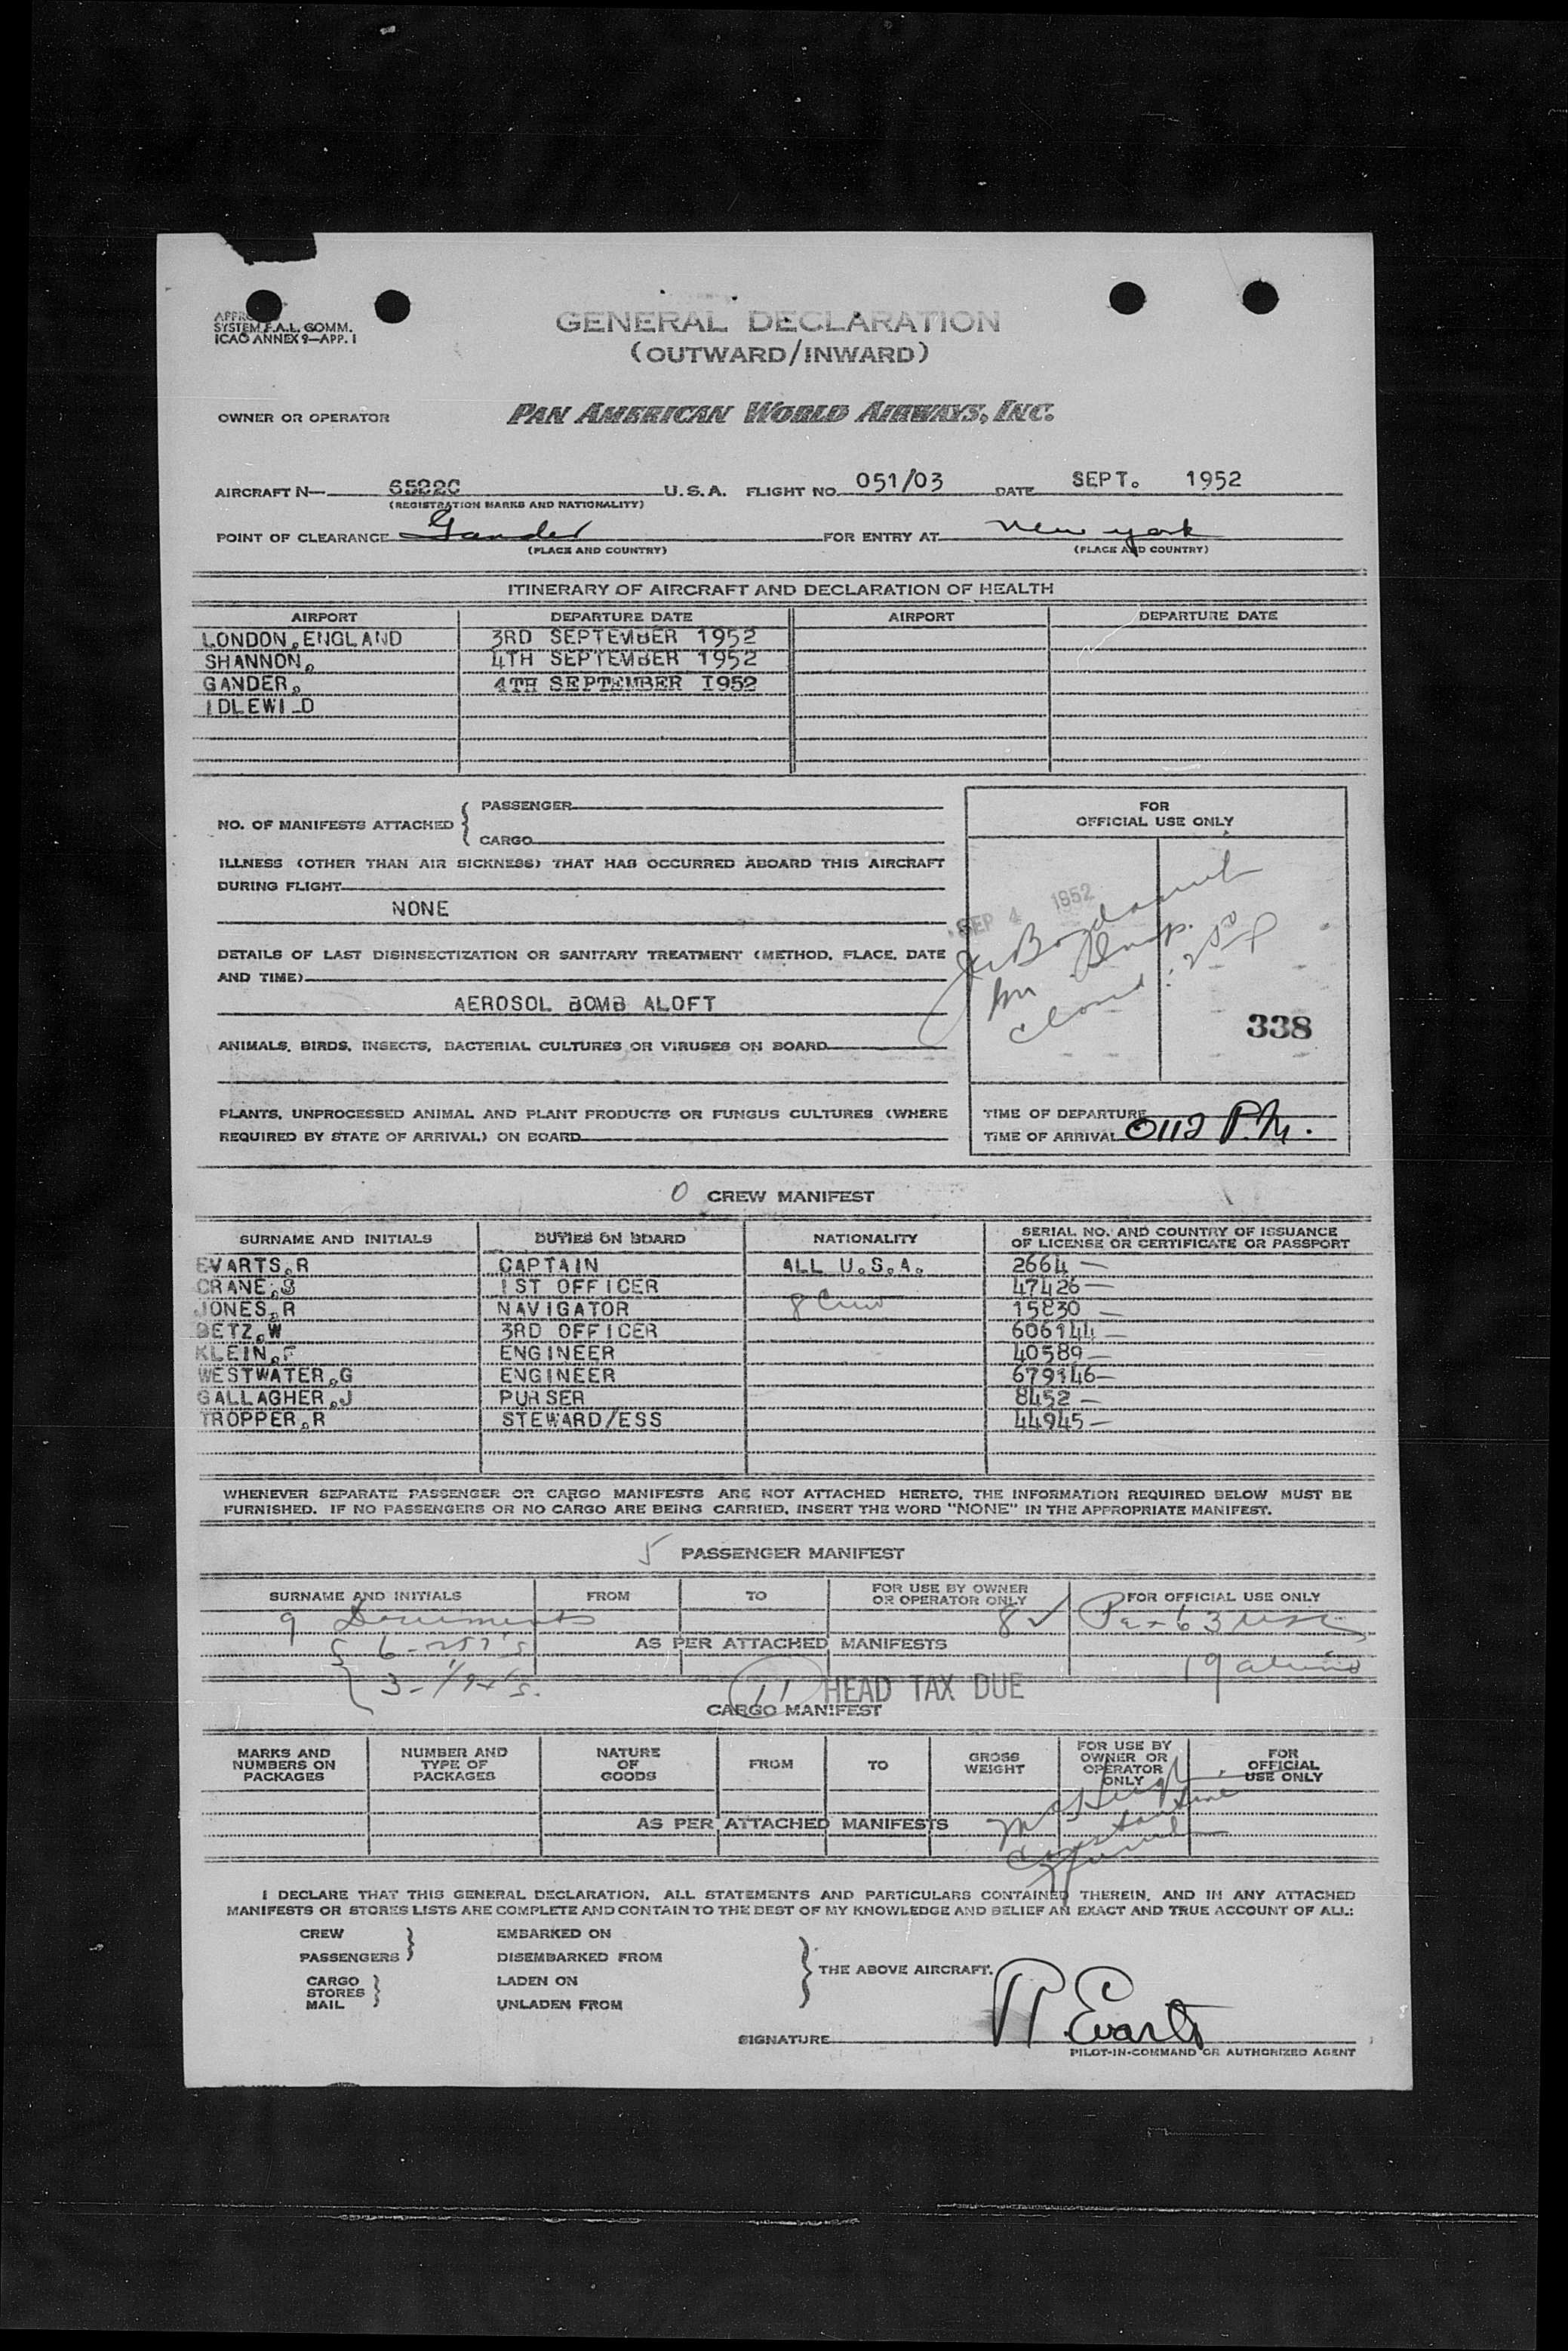 SYSTEM F.A.L. COMM.
ICAO ANNEX 9—APP. 1
GENERAL DECLARATION
(OUTWARD/INWARD)
OWNER OR OPERATOR PAN AMERICAN WORLD AIRWAYS, INC.
AIRCRAFT N— U.S.A. FLIGHT NO. 051/03 DATE SEPT. 1952
(REGISTRATION MARKS AND NATIONALITY)
POINT OF CLEARANCE Gander FOR ENTRY AT New York
(PLACE AND COUNTRY) (PLACE AND COUNTRY)
ITINERARY OF AIRCRAFT AND DECLARATION OF HEALTH
AIRPORT DEPARTURE DATE AIRPORT DEPARTURE DATE
LONDON, ENGLAND 3RD SEPTEMBER 1952
SHANNON, 4TH SEPTEMBER 1952
GANDER, 4TH SEPTEMBER 1952
IDLEWILD
NO. OF MANIFESTS ATTACHED { PASSENGER
CARGO
FOR
OFFICIAL USE ONLY
ILLNESS (OTHER THAN AIR SICKNESS) THAT HAS OCCURRED ABOARD THIS AIRCRAFT
DURING FLIGHT
NONE
SEP 4 1952
DETAILS OF LAST DISINSECTIZATION OR SANITARY TREATMENT (METHOD, PLACE, DATE
AND TIME)
AEROSOL BOMB ALOFT
338
ANIMALS, BIRDS, INSECTS, BACTERIAL CULTURES OR VIRUSES ON BOARD
PLANTS, UNPROCESSED ANIMAL AND PLANT PRODUCTS OR FUNGUS CULTURES (WHERE
REQUIRED BY STATE OF ARRIVAL) ON BOARD
TIME OF DEPARTURE
TIME OF ARRIVAL 0112 P.M.
0 CREW MANIFEST
SURNAME AND INITIALS DUTIES ON BOARD NATIONALITY SERIAL NO. AND COUNTRY OF ISSUANCE
OF LICENSE OR CERTIFICATE OR PASSPORT
EVARTS,R CAPTAIN ALL U.S.A. 2664 —
CRANE,S 1ST OFFICER 47426 —
JONES,R NAVIGATOR 8 Crew 15830 —
BETZ,W 3RD OFFICER 606144 —
KLEIN,F ENGINEER 40589 —
WESTWATER,G ENGINEER 679146 —
GALLAGHER,J PURSER 8452 —
TROPPER,R STEWARD/ESS 44945 —
WHENEVER SEPARATE PASSENGER OR CARGO MANIFESTS ARE NOT ATTACHED HERETO, THE INFORMATION REQUIRED BELOW MUST BE
FURNISHED. IF NO PASSENGERS OR NO CARGO ARE BEING CARRIED, INSERT THE WORD "NONE" IN THE APPROPRIATE MANIFEST.
5 PASSENGER MANIFEST
SURNAME AND INITIALS FROM TO FOR USE BY OWNER
OR OPERATOR ONLY FOR OFFICIAL USE ONLY
9 Documents 8 ✓
AS PER ATTACHED MANIFESTS
11 HEAD TAX DUE
CARGO MANIFEST
MARKS AND
NUMBERS ON
PACKAGES
NUMBER AND
TYPE OF
PACKAGES
NATURE
OF
GOODS
FROM
TO
GROSS
WEIGHT
FOR USE BY
OWNER OR
OPERATOR
ONLY
FOR
OFFICIAL
USE ONLY
AS PER ATTACHED MANIFESTS
I DECLARE THAT THIS GENERAL DECLARATION, ALL STATEMENTS AND PARTICULARS CONTAINED THEREIN, AND IN ANY ATTACHED
MANIFESTS OR STORES LISTS ARE COMPLETE AND CONTAIN TO THE BEST OF MY KNOWLEDGE AND BELIEF AN EXACT AND TRUE ACCOUNT OF ALL:
CREW
PASSENGERS } EMBARKED ON
DISEMBARKED FROM
CARGO
STORES
MAIL } LADEN ON
UNLADEN FROM
} THE ABOVE AIRCRAFT.
SIGNATURE R. Evarts
PILOT-IN-COMMAND OR AUTHORIZED AGENT